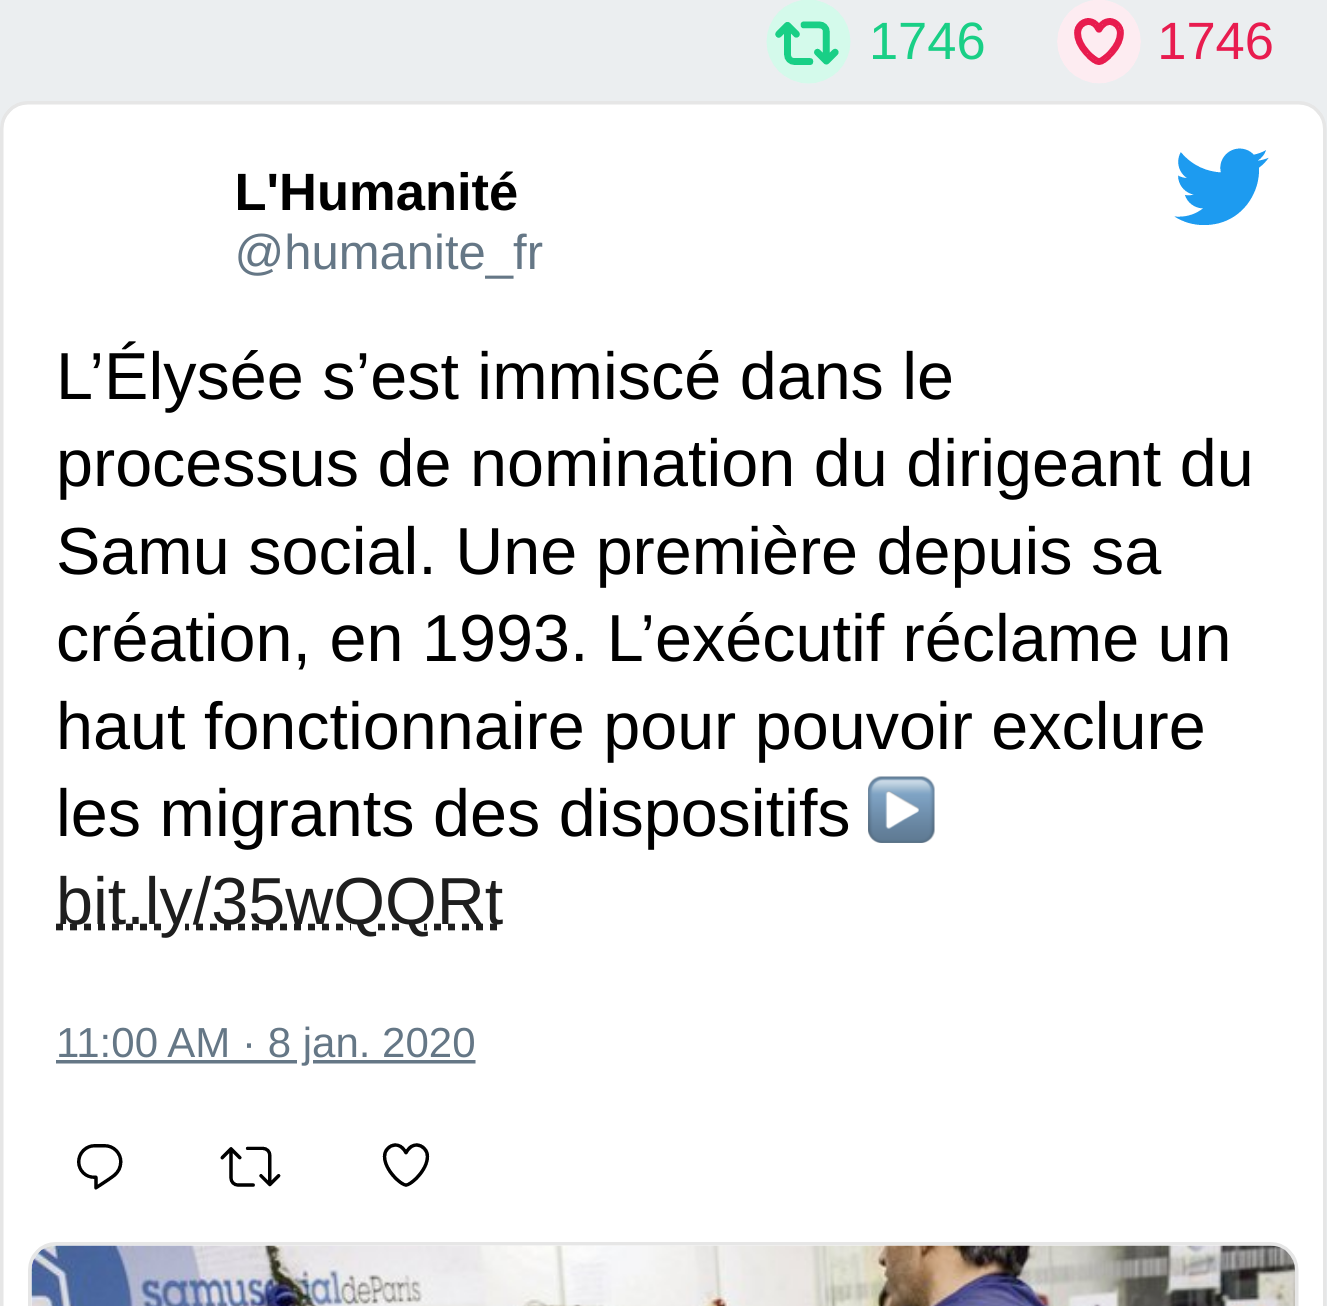 1746 1746
L'Humanité
@humanite_fr
L’Élysée s’est immiscé dans le
processus de nomination du dirigeant du
Samu social. Une première depuis sa
création, en 1993. L’exécutif réclame un
haut fonctionnaire pour pouvoir exclure
les migrants des dispositifs ▶️
bit.ly/35wQQRt
11:00 AM · 8 jan. 2020
samusocialdeParis